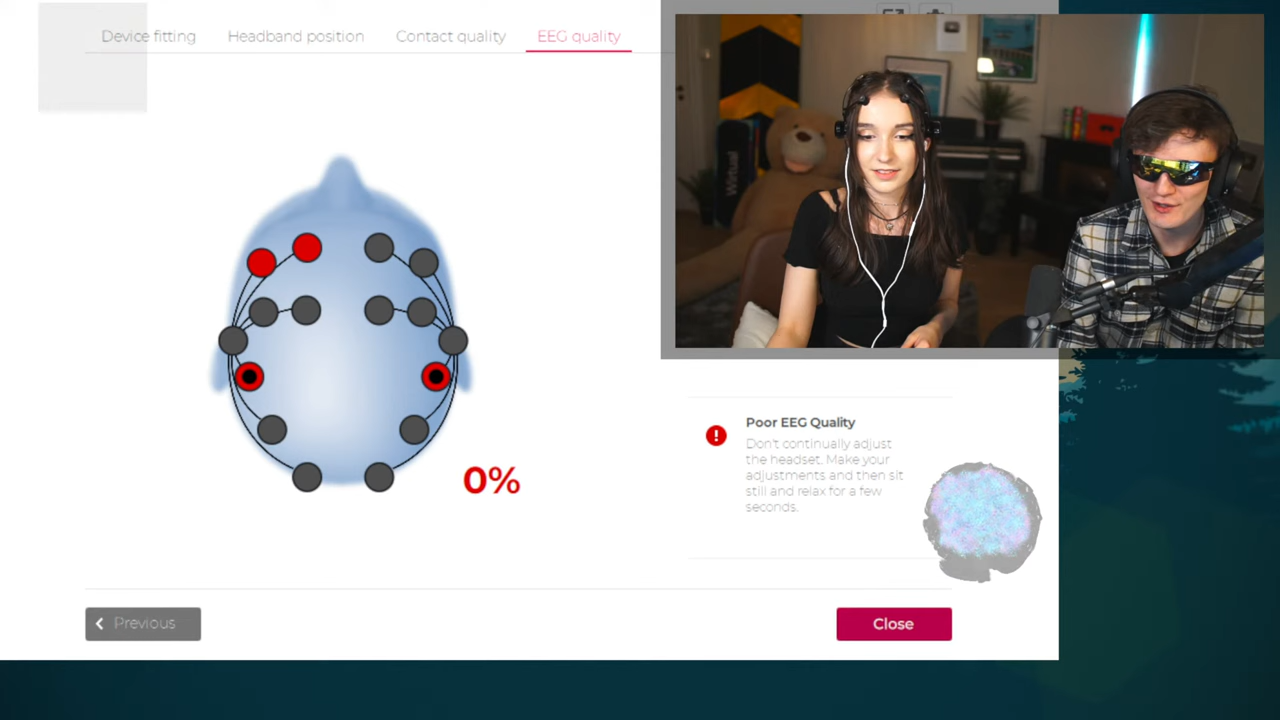 Device fitting
Headband position
Contact quality
EEG quality
Virtual
0%
!
Poor EEG Quality
Don't continually adjust
the headset. Make your
adjustments and then sit
still and relax for a few
seconds.
Previous
Close